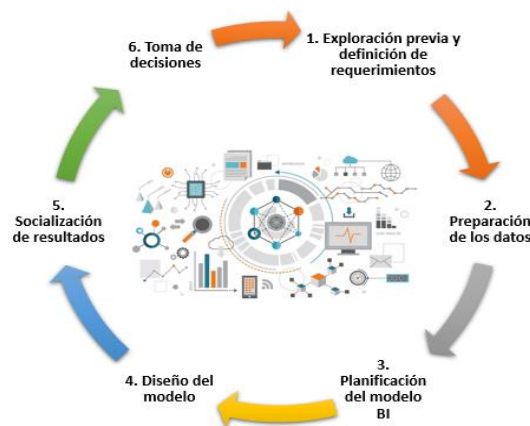 1. Exploración previa y
definición de
requerimientos
2.
Preparación
de los datos
3.
Planificación
del modelo
BI
4. Diseño del
modelo
5.
Socialización
de resultados
6. Toma de
decisiones